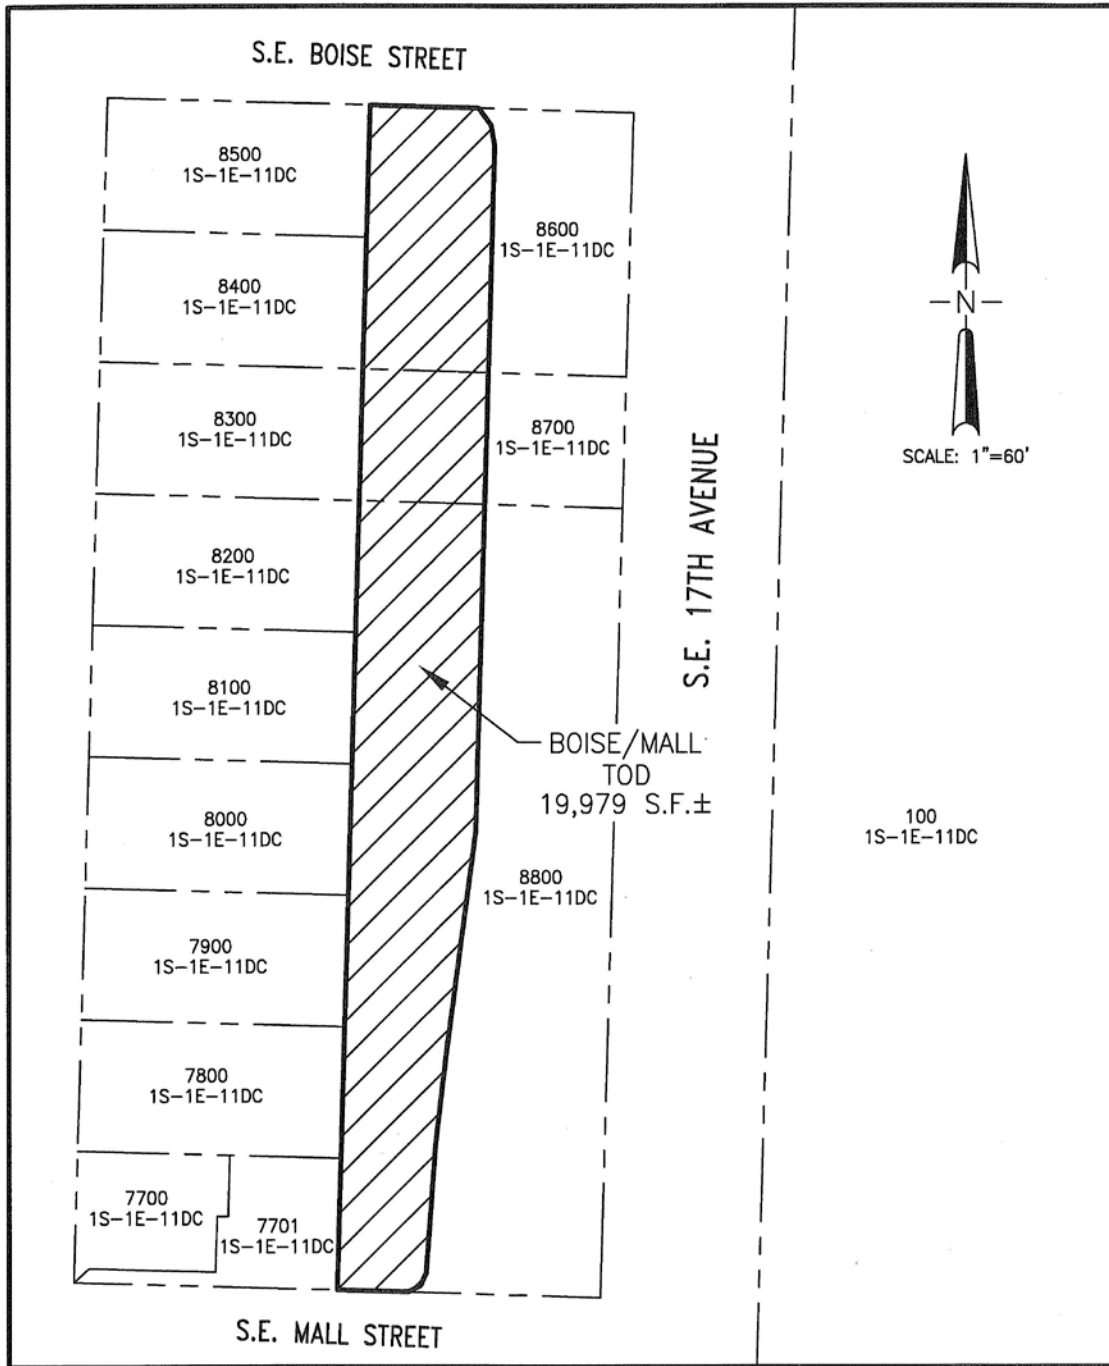 S.E. BOISE STREET
8500
1S-1E-11DC
8400
1S-1E-11DC
8300
1S-1E-11DC
8200
1S-1E-11DC
8100
1S-1E-11DC
8000
1S-1E-11DC
7900
1S-1E-11DC
7800
1S-1E-11DC
7700
1S-1E-11DC
7701
1S-1E-11DC
8600
1S-1E-11DC
8700
1S-1E-11DC
BOISE/MALL
TOD
19,979 S.F.±
8800
1S-1E-11DC
S.E. 17TH AVENUE
N
SCALE: 1"=60'
100
1S-1E-11DC
S.E. MALL STREET